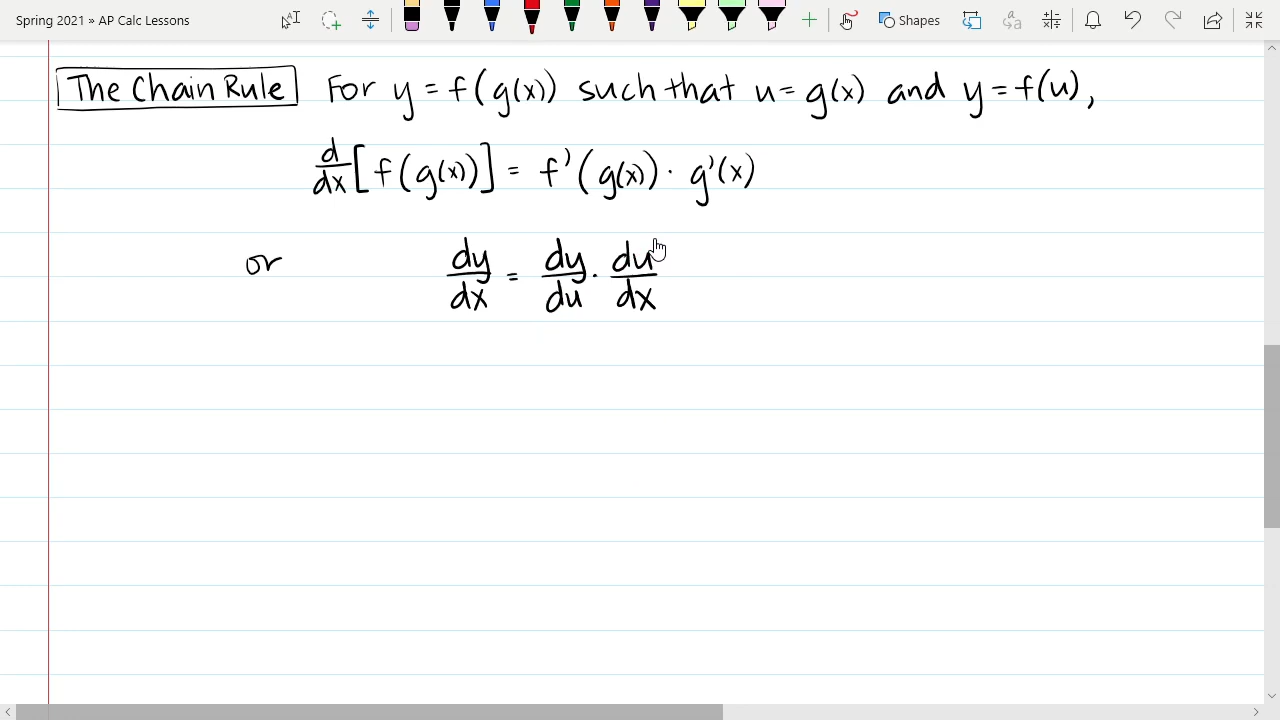 Spring 2021 » AP Calc Lessons
Shapes
The Chain Rule For y = f(g(x)) such that u = g(x) and y = f(u),
d/dx [f(g(x))] = f'(g(x)) · g'(x)
or dy/dx = dy/du · du/dx